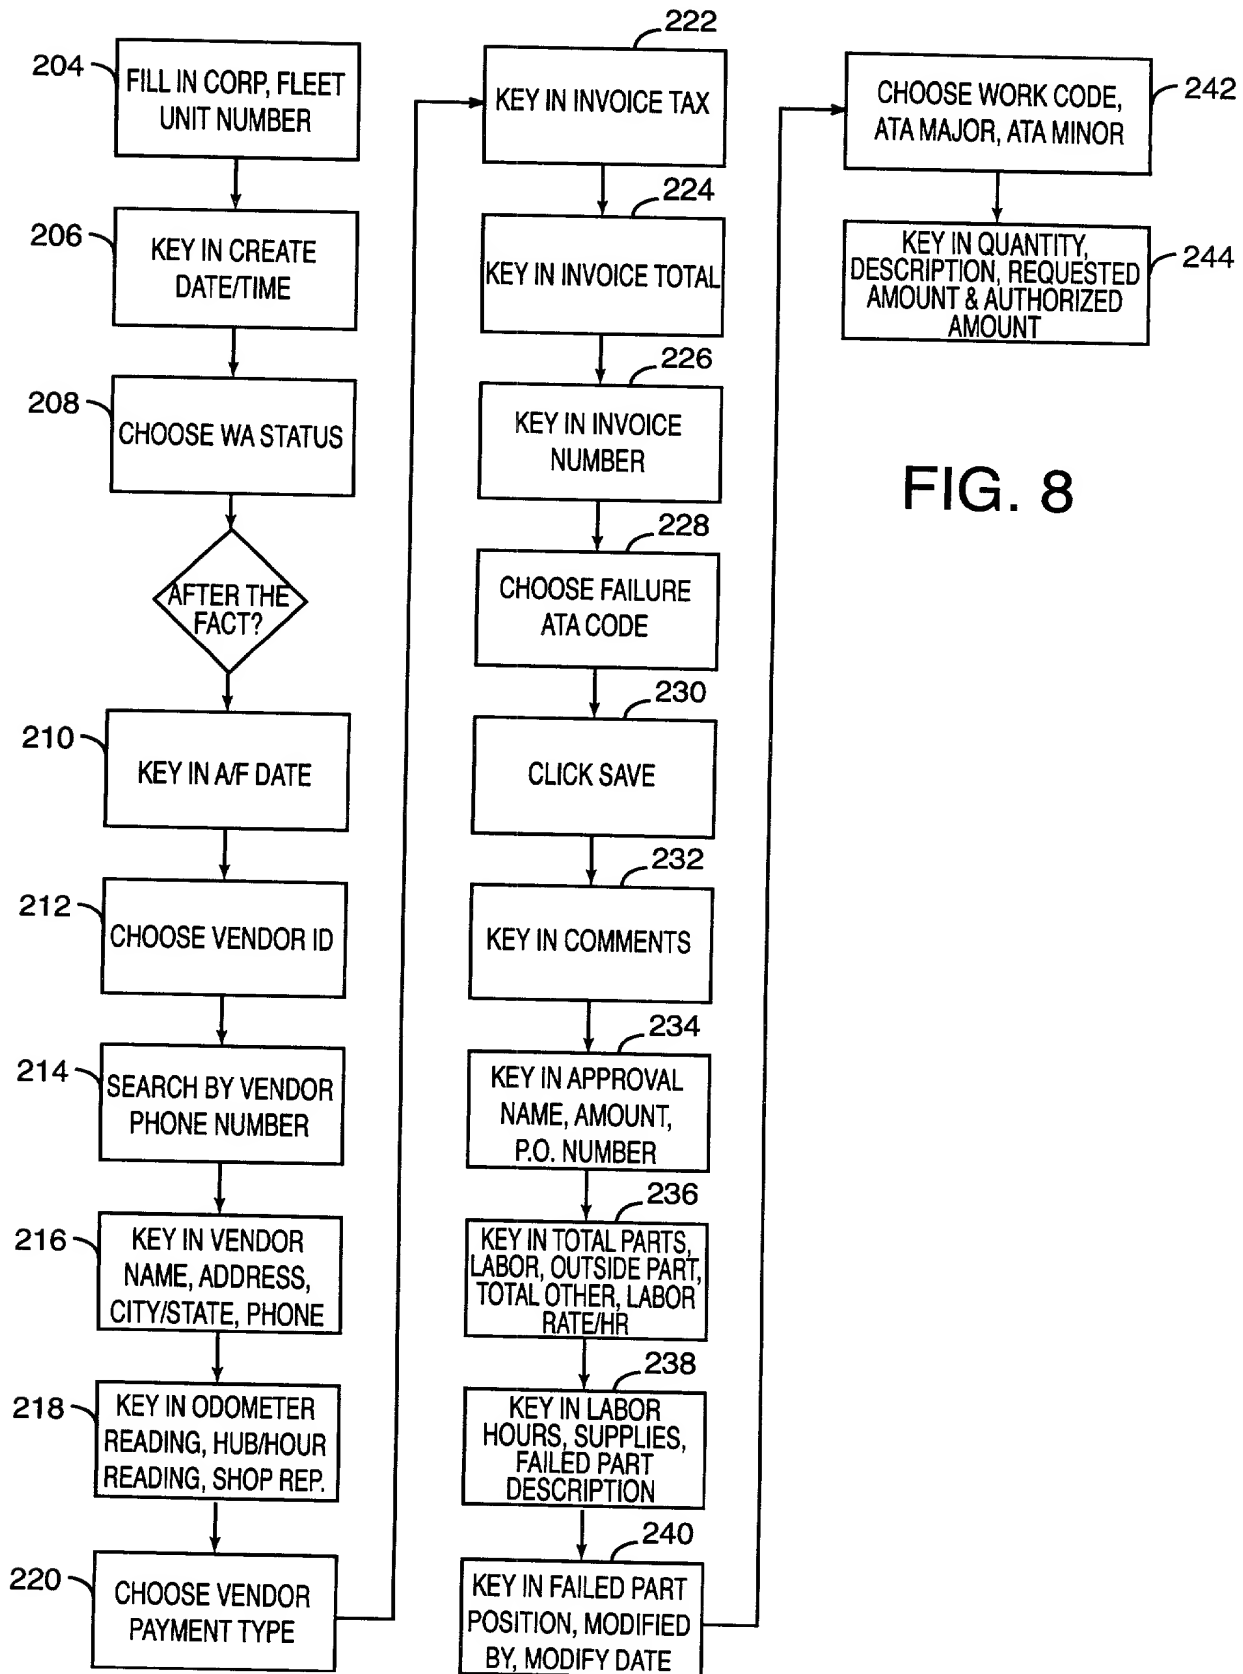 204
FILL IN CORP, FLEET
UNIT NUMBER
206
KEY IN CREATE
DATE/TIME
208
CHOOSE WA STATUS
AFTER THE
FACT?
210
KEY IN A/F DATE
212
CHOOSE VENDOR ID
214
SEARCH BY VENDOR
PHONE NUMBER
216
KEY IN VENDOR
NAME, ADDRESS,
CITY/STATE, PHONE
218
KEY IN ODOMETER
READING, HUB/HOUR
READING, SHOP REP.
220
CHOOSE VENDOR
PAYMENT TYPE
222
KEY IN INVOICE TAX
224
KEY IN INVOICE TOTAL
226
KEY IN INVOICE
NUMBER
228
CHOOSE FAILURE
ATA CODE
230
CLICK SAVE
232
KEY IN COMMENTS
234
KEY IN APPROVAL
NAME, AMOUNT,
P.O. NUMBER
236
KEY IN TOTAL PARTS,
LABOR, OUTSIDE PART,
TOTAL OTHER, LABOR
RATE/HR
238
KEY IN LABOR
HOURS, SUPPLIES,
FAILED PART
DESCRIPTION
240
KEY IN FAILED PART
POSITION, MODIFIED
BY, MODIFY DATE
242
CHOOSE WORK CODE,
ATA MAJOR, ATA MINOR
244
KEY IN QUANTITY,
DESCRIPTION, REQUESTED
AMOUNT & AUTHORIZED
AMOUNT
FIG. 8